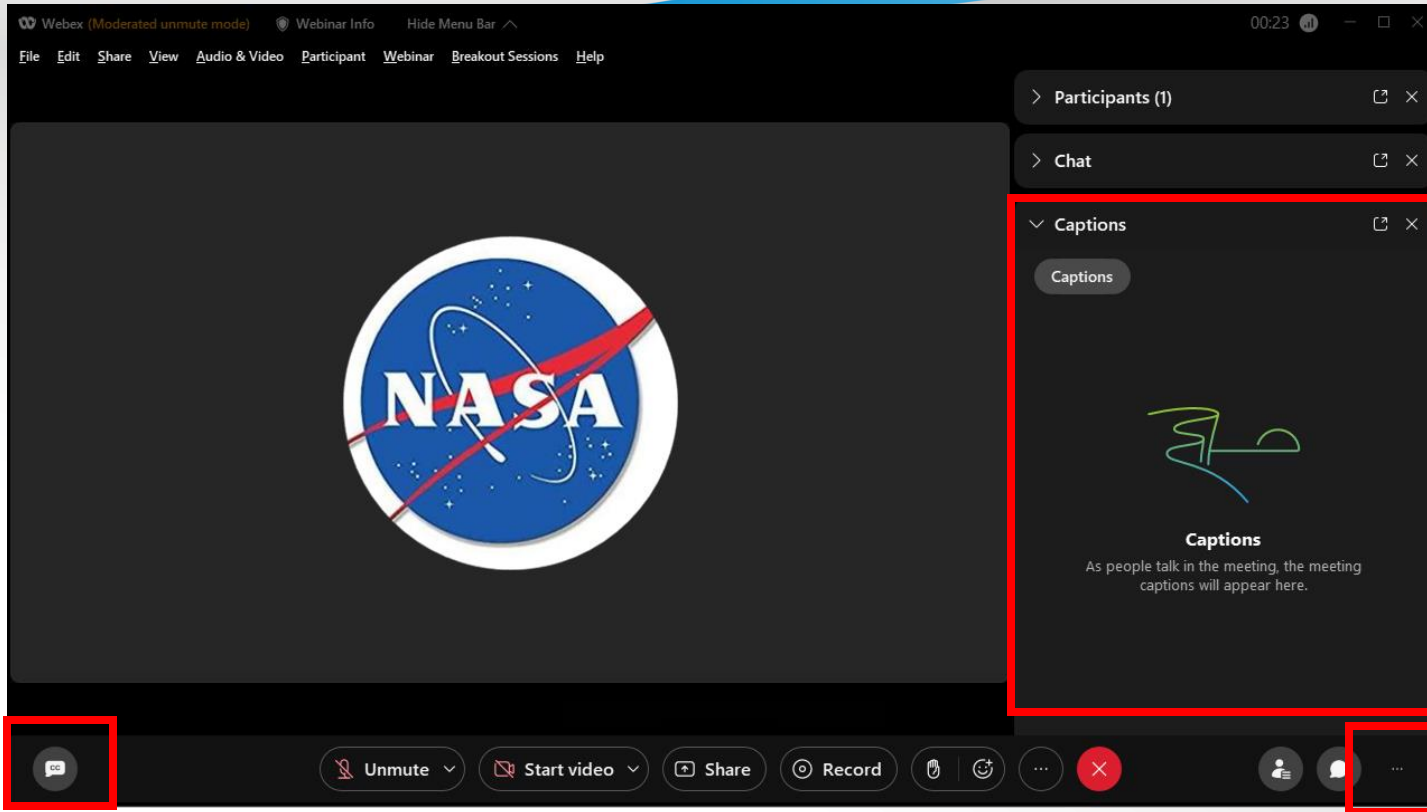 Webex (Moderated unmute mode) Webinar Info Hide Menu Bar 00:23
File Edit Share View Audio & Video Participant Webinar Breakout Sessions Help
Participants (1)
Chat
Captions
Captions
NASA
Captions
As people talk in the meeting, the meeting
captions will appear here.
CC Unmute Start video Share Record